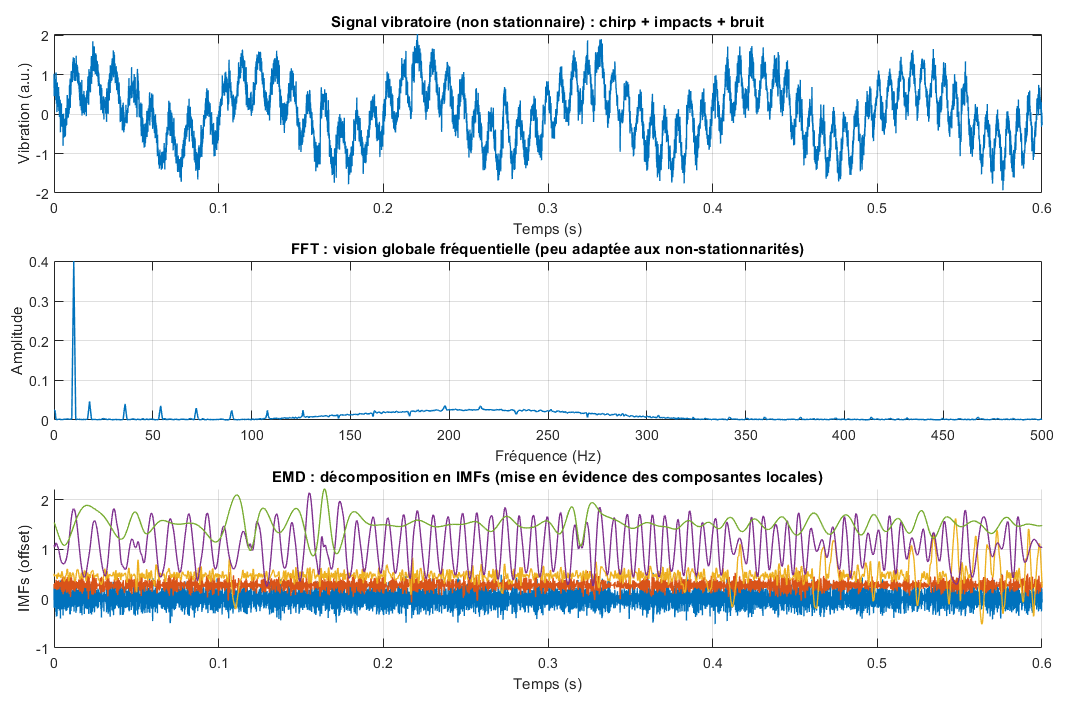 Signal vibratoire (non stationnaire) : chirp + impacts + bruit
Vibration (a.u.)
2
1
0
-1
-2
0 0.1 0.2 0.3 0.4 0.5 0.6
Temps (s)
FFT : vision globale fréquentielle (peu adaptée aux non-stationnarités)
Amplitude
0.4
0.3
0.2
0.1
0
0 50 100 150 200 250 300 350 400 450 500
Fréquence (Hz)
EMD : décomposition en IMFs (mise en évidence des composantes locales)
IMFs (offset)
2
1
0
-1
0 0.1 0.2 0.3 0.4 0.5 0.6
Temps (s)